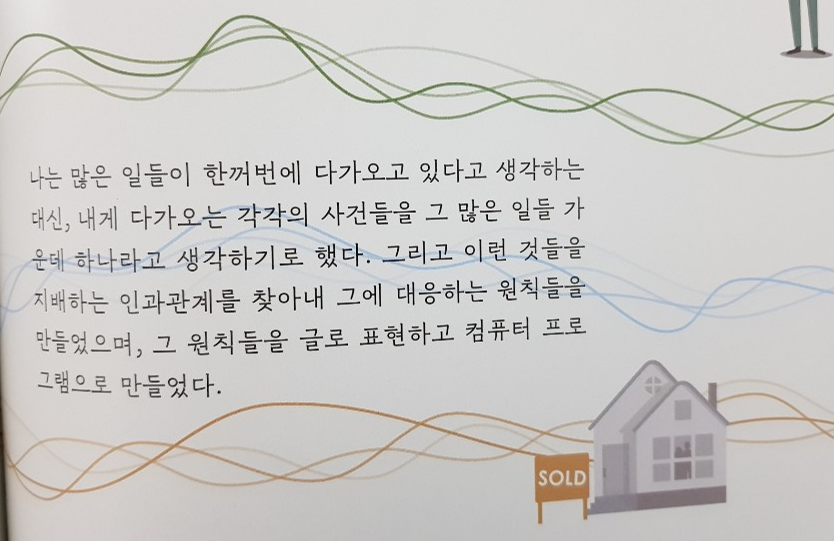 나는 많은 일들이 한꺼번에 다가오고 있다고 생각하는
대신, 내게 다가오는 각각의 사건들을 그 많은 일들 가
운데 하나라고 생각하기로 했다. 그리고 이런 것들을
지배하는 인과관계를 찾아내 그에 대응하는 원칙들을
만들었으며, 그 원칙들을 글로 표현하고 컴퓨터 프로
그램으로 만들었다.
SOLD